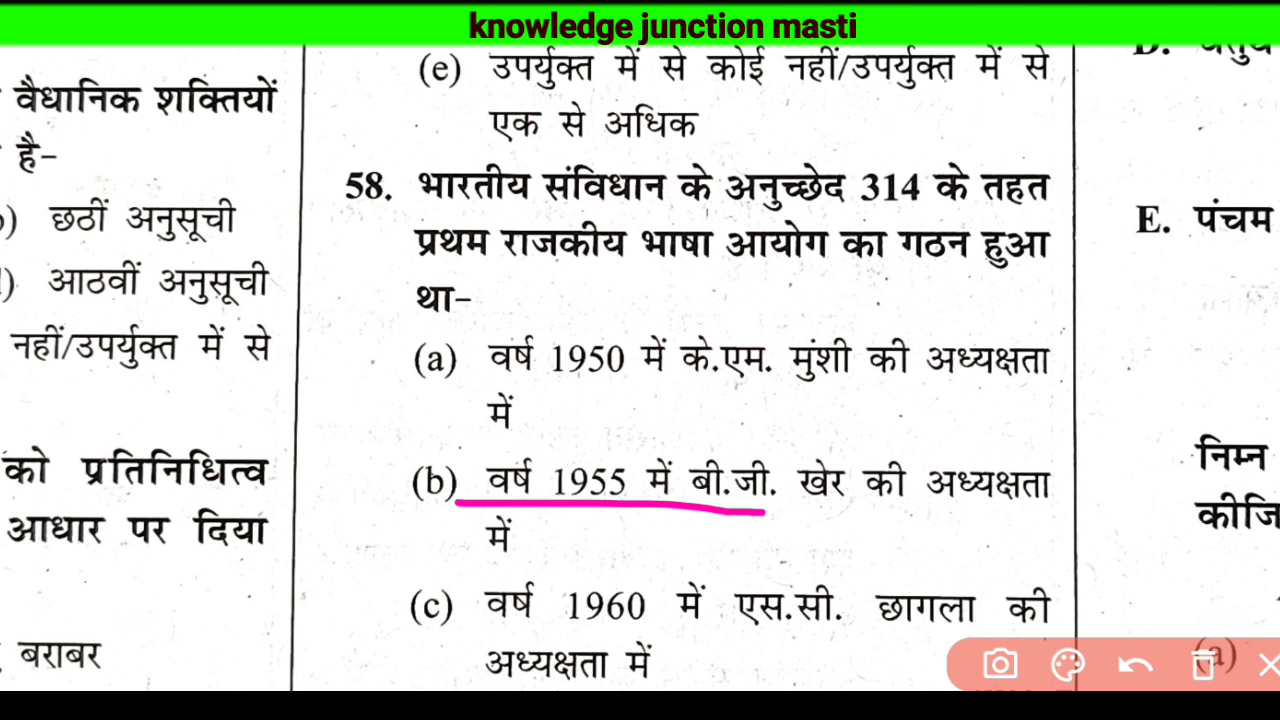 knowledge junction masti
वैधानिक शक्तियों
है-
छठीं अनुसूची
आठवीं अनुसूची
नहीं/उपर्युक्त में से
को प्रतिनिधित्व
आधार पर दिया
बराबर
(e) उपर्युक्त में से कोई नहीं/उपर्युक्त में से
एक से अधिक
58. भारतीय संविधान के अनुच्छेद 314 के तहत
प्रथम राजकीय भाषा आयोग का गठन हुआ
था-
(a) वर्ष 1950 में के.एम. मुंशी की अध्यक्षता
में
(b) वर्ष 1955 में बी.जी. खेर की अध्यक्षता
में
(c) वर्ष 1960 में एस.सी. छागला की
अध्यक्षता में
D.
E. पंचम
निम्न
(a)